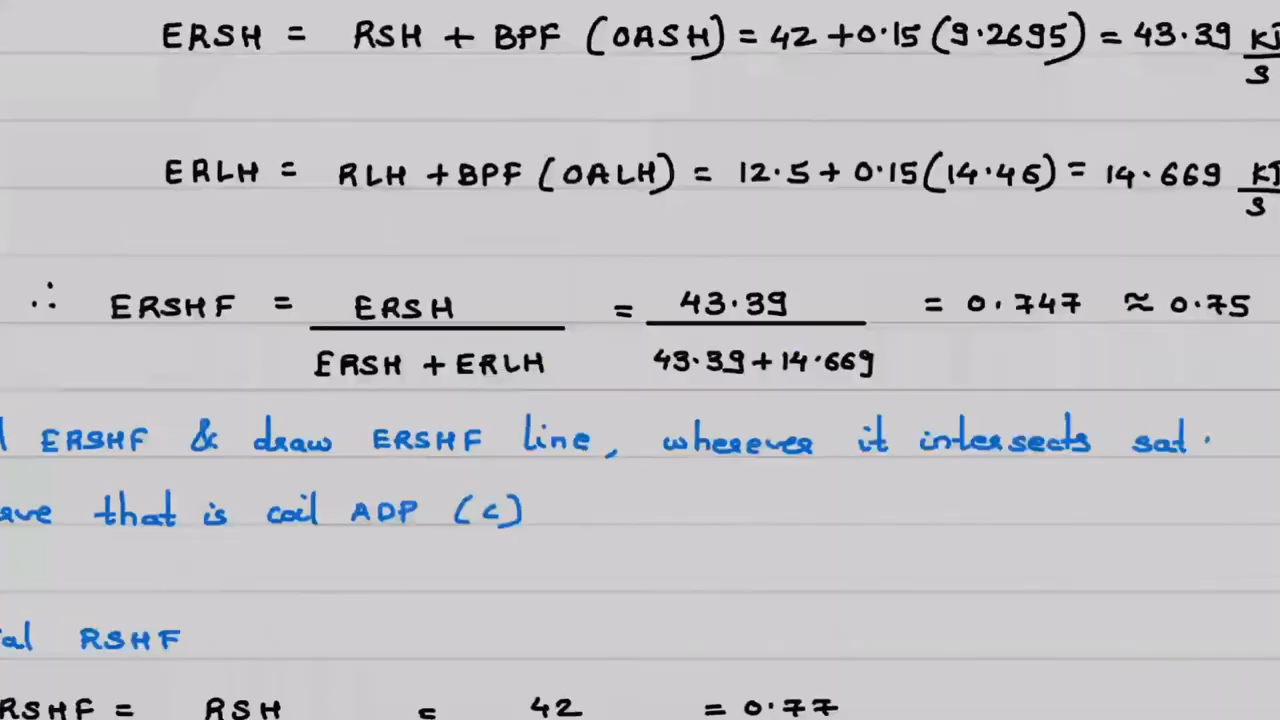 ERSH = RSH + BPF (OASH) = 42 + 0.15 (9.2695) = 43.39 KJ/S
ERLH = RLH + BPF (OALH) = 12.5 + 0.15 (14.46) = 14.669 KJ/S
∴ ERSHF = ERSH / ERSH + ERLH = 43.39 / 43.39 + 14.669 = 0.747 ≈ 0.75
ERSHF & draw ERSHF line, wherever it intersects sat.
that is coil ADP (C)
RSHF
RSHF = RSH = 42 = 0.77